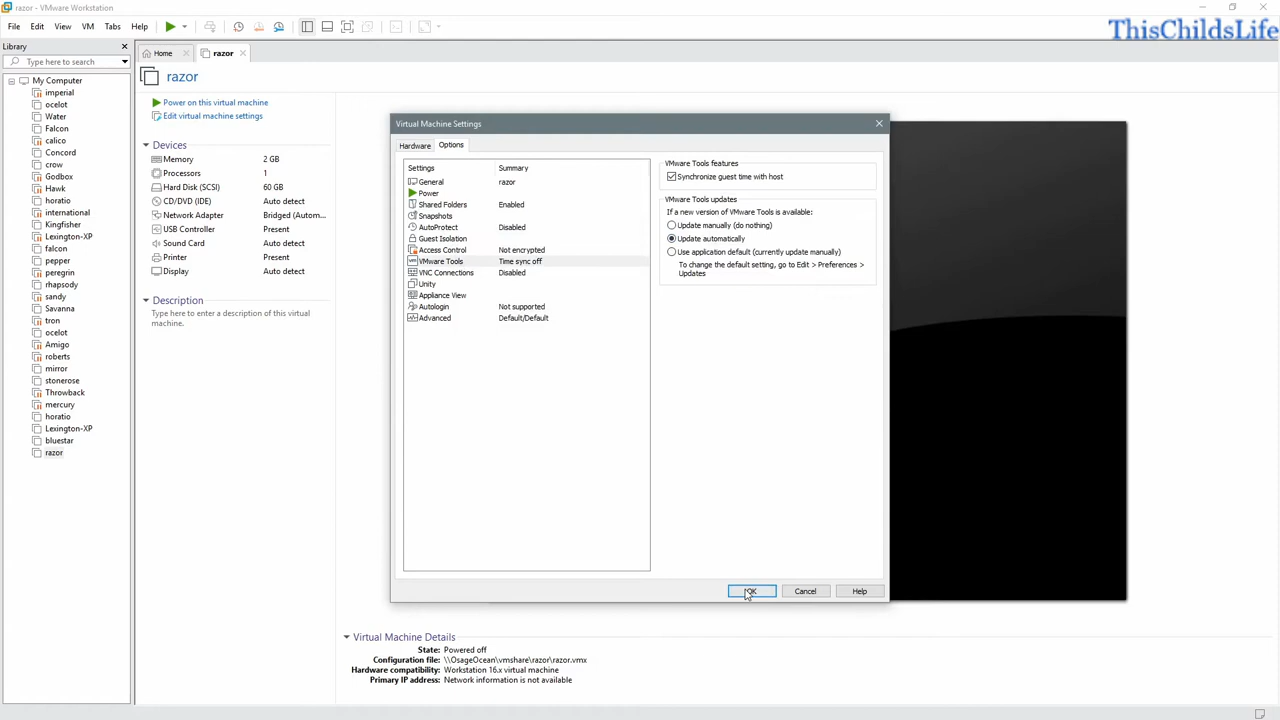 razor - VMware Workstation
File Edit View VM Tabs Help
ThisChildsLife
Library
Type here to search
My Computer
imperial
ocelot
Water
Falcon
calico
Concord
crow
Godbox
Hawk
horatio
international
Kingfisher
Lexington-XP
falcon
pepper
peregrin
rhapsody
sandy
Savanna
tron
ocelot
Amigo
roberts
mirror
stonerose
Throwback
mercury
horatio
Lexington-XP
bluestar
razor
Home razor
razor
Power on this virtual machine
Edit virtual machine settings
Devices
Memory 2 GB
Processors 1
Hard Disk (SCSI) 60 GB
CD/DVD (IDE) Auto detect
Network Adapter Bridged (Autom...
USB Controller Present
Sound Card Auto detect
Printer Present
Display Auto detect
Description
Type here to enter a description of this virtual
machine.
Virtual Machine Settings
Hardware Options
Settings Summary
General razor
Power
Shared Folders Enabled
Snapshots
AutoProtect Disabled
Guest Isolation
Access Control Not encrypted
VMware Tools Time sync off
VNC Connections Disabled
Unity
Appliance View
Autologin Not supported
Advanced Default/Default
VMware Tools features
Synchronize guest time with host
VMware Tools updates
If a new version of VMware Tools is available:
Update manually (do nothing)
Update automatically
Use application default (currently update manually)
To change the default setting, go to Edit > Preferences >
Updates
OK Cancel Help
Virtual Machine Details
State: Powered off
Configuration file: \\OsageOcean\vmshare\razor\razor.vmx
Hardware compatibility: Workstation 16.x virtual machine
Primary IP address: Network information is not available